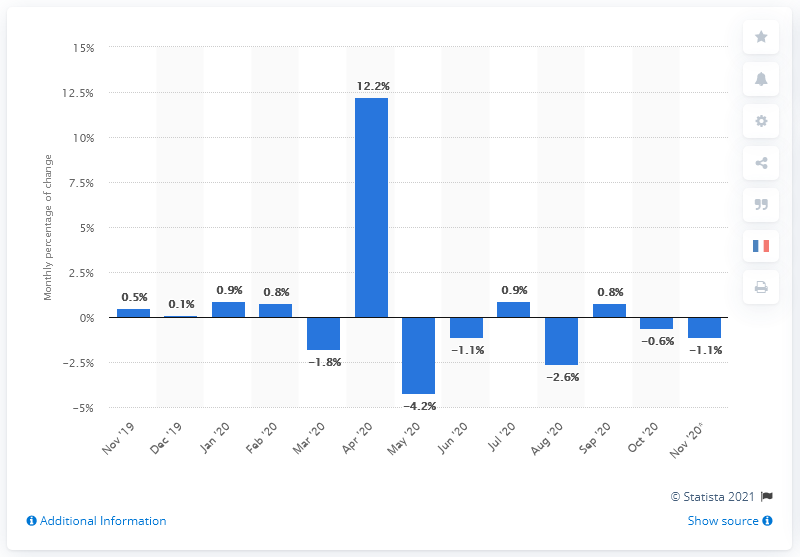 15%
12.5%
10%
7.5%
5%
2.5%
0%
−2.5%
−5%
Monthly percentage of change
0.5%
0.1%
0.9%
0.8%
−1.8%
12.2%
−4.2%
−1.1%
0.9%
−2.6%
0.8%
−0.6%
−1.1%
Nov '19
Dec '19
Jan '20
Feb '20
Mar '20
Apr '20
May '20
Jun '20
Jul '20
Aug '20
Sep '20
Oct '20
Nov '20*
© Statista 2021
Additional Information
Show source